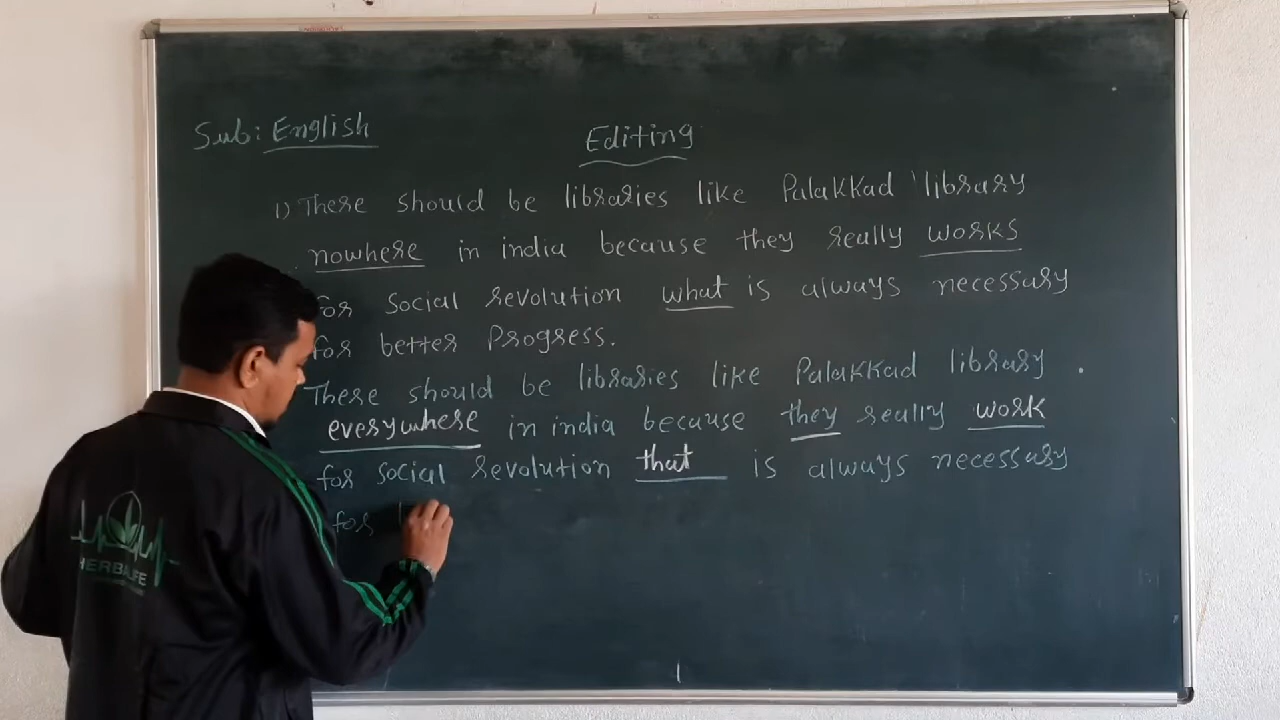 Sub: English
Editing
1) There should be libraries like Palakkad library
nowhere in india because they really works
for social revolution what is always necessary
for better Progress.
There should be libraries like Palakkad library.
everywhere in india because they really work
for social revolution that is always necessary
for
HERBALIFE